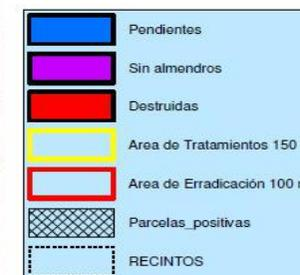 Pendientes
Sin almendros
Destruidas
Area de Tratamientos 150
Area de Erradicación 100
Parcelas_positivas
RECINTOS